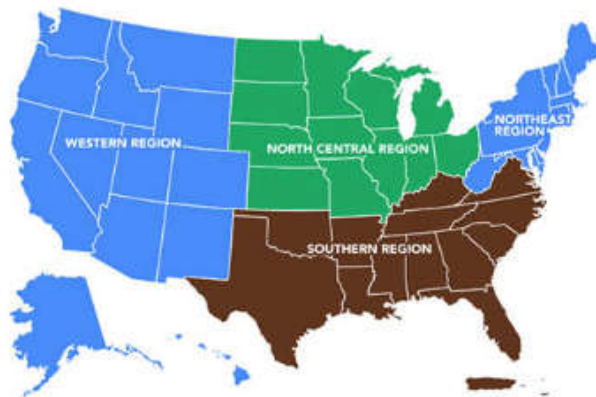 NORTHEAST
REGION
WESTERN REGION
NORTH CENTRAL REGION
SOUTHERN REGION